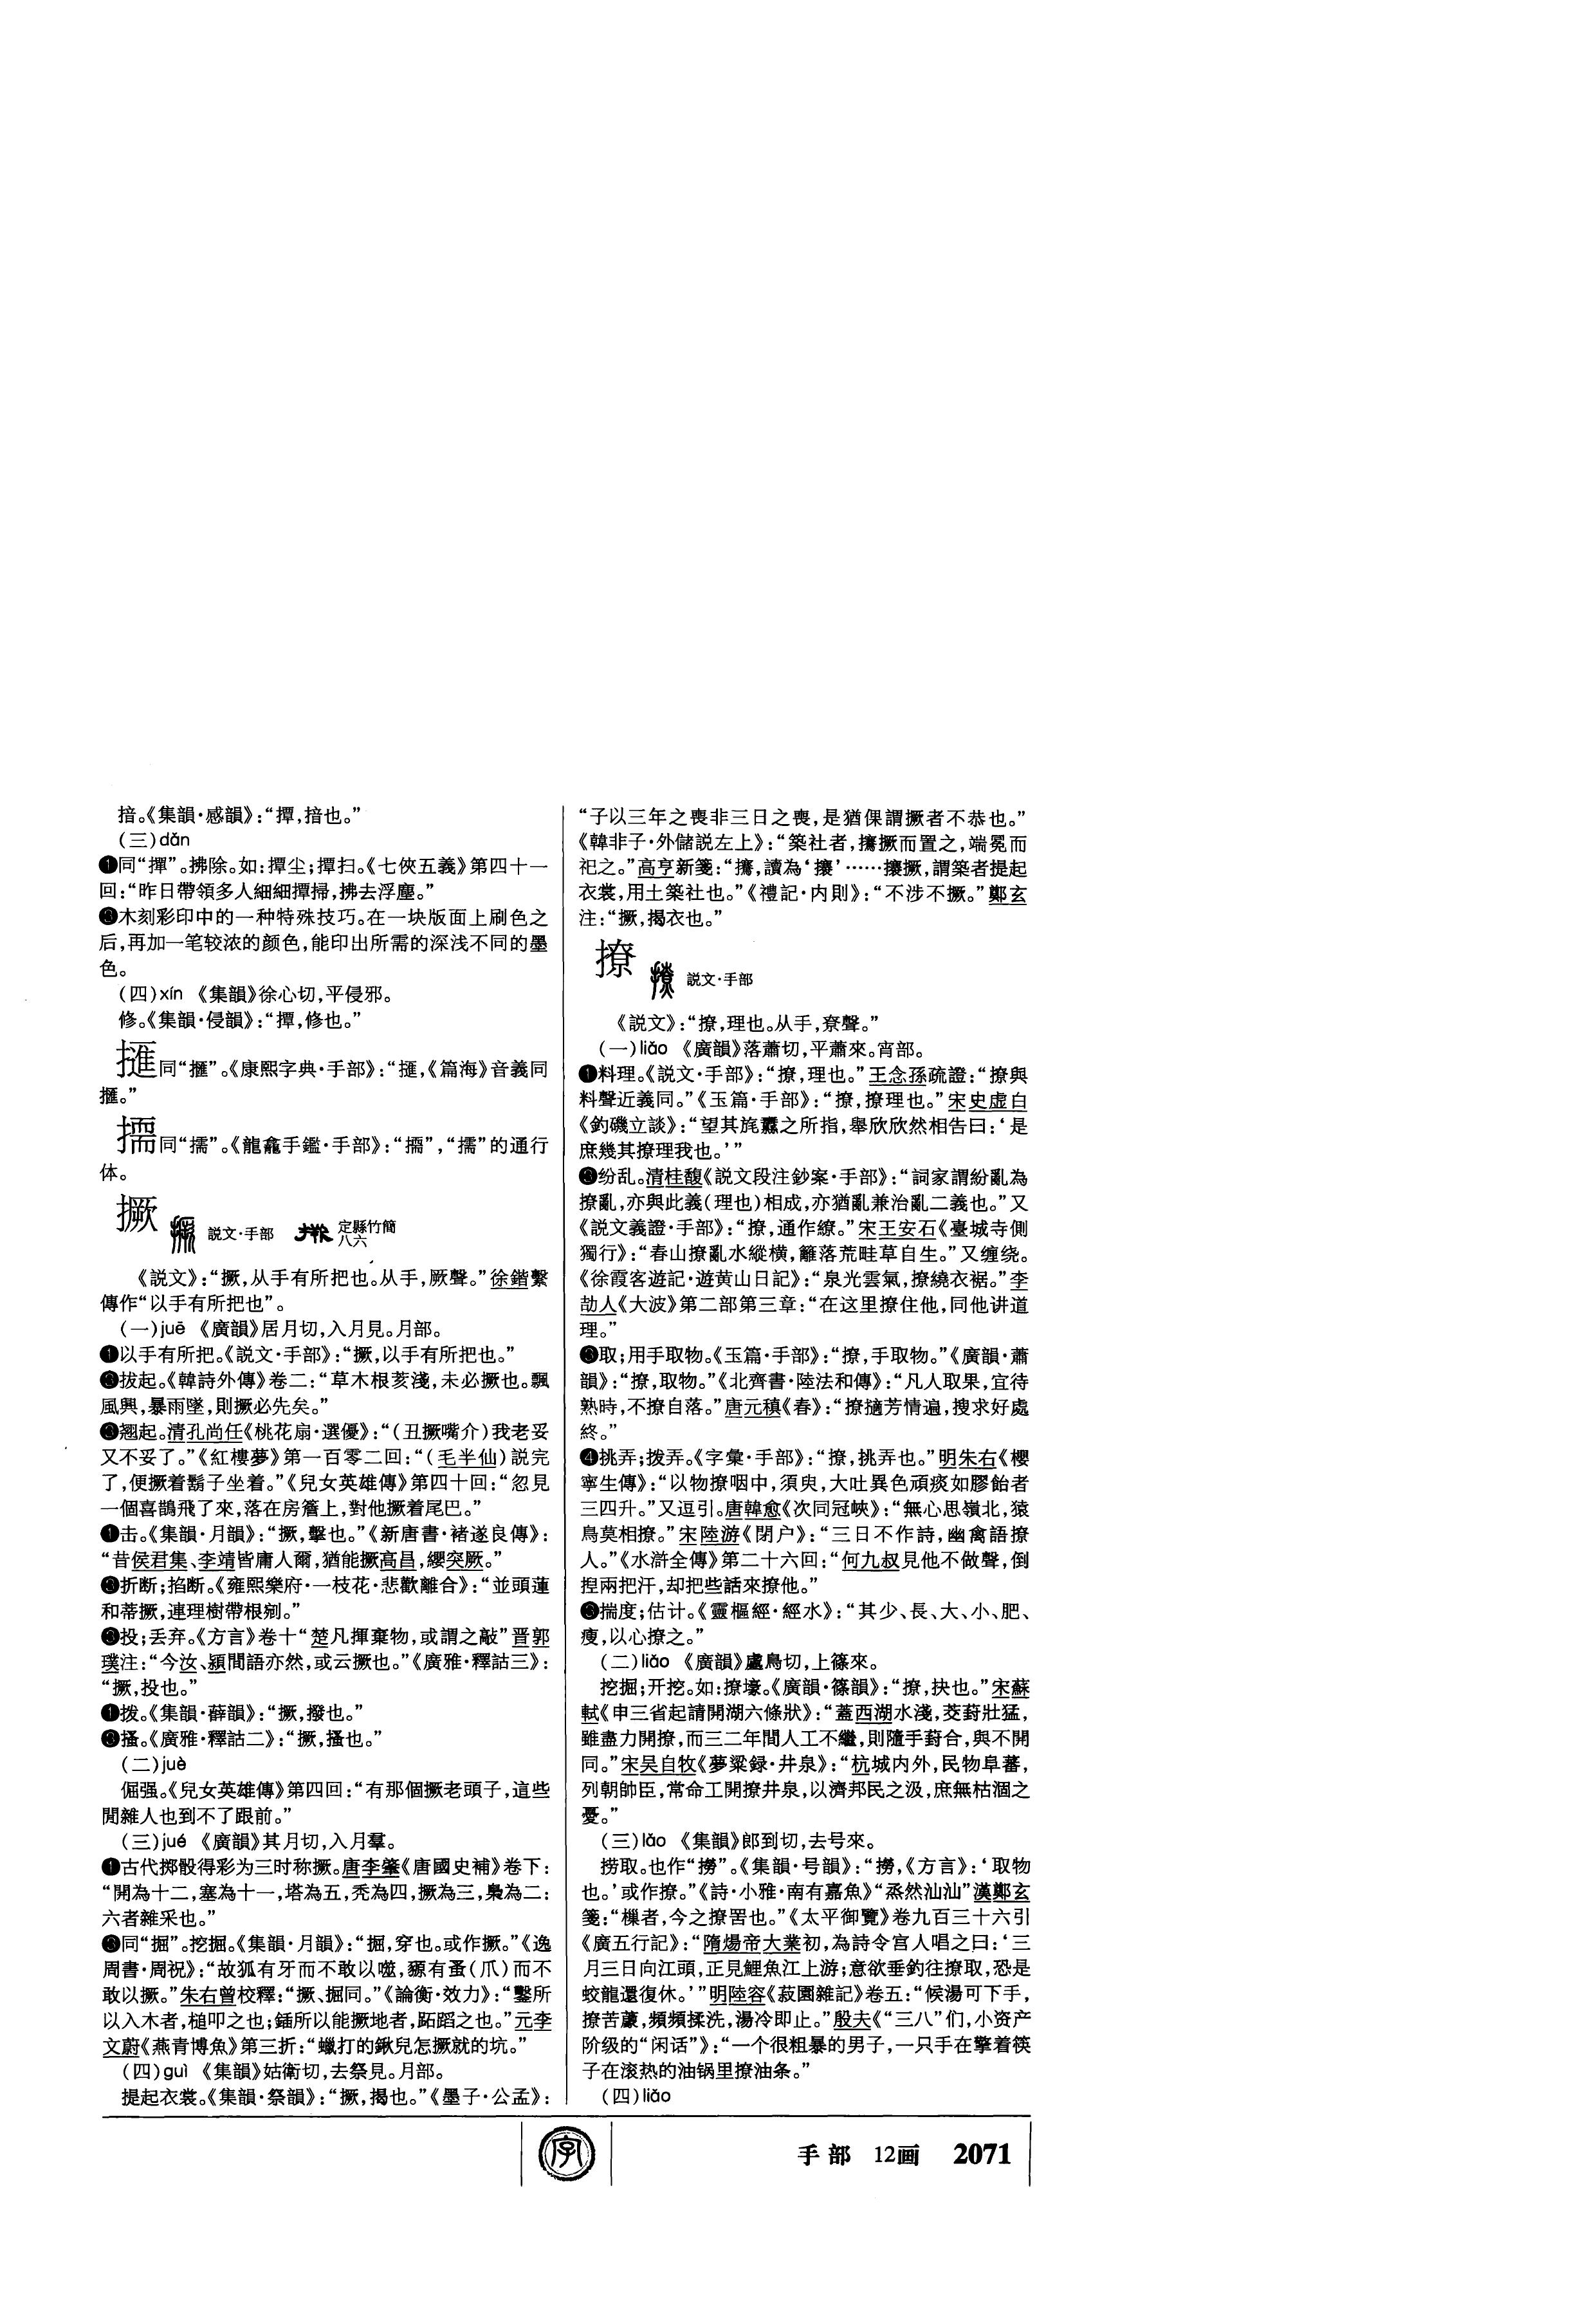 揞。《集韻·感韻》：“撢，揞也。”
（三）dǎn
❶同“撣”。拂除。如：撢尘；撢扫。《七俠五義》第四十一
回：“昨日帶領多人細細撢掃，拂去浮塵。”
❷木刻彩印中的一种特殊技巧。在一块版面上刷色之
后，再加一笔较浓的颜色，能印出所需的深浅不同的墨
色。
（四）xín 《集韻》徐心切，平侵邪。
修。《集韻·侵韻》：“撢，修也。”
同“摧”。《康熙字典·手部》：“《篇海》音義同
同“擩”。《龍龕手鑑·手部》：“擩”的通行
体。
撅 説文·手部 定縣竹簡八六
《説文》：“撅，从手有所把也。从手，厥聲。”徐鍇繫
傳作“以手有所把也”。
（一）juē 《廣韻》居月切，入月見。月部。
❶以手有所把。《説文·手部》：“撅，以手有所把也。”
❷拔起。《韓詩外傳》卷二：“草木根荄淺，未必撅也。飄
風興，暴雨墜，則撅必先矣。”
❸翘起。清孔尚任《桃花扇·選優》：“（丑撅嘴介）我老妥
又不妥了。”《紅樓夢》第一百零二回：“（毛半仙）説完
了，便撅着鬍子坐着。”《兒女英雄傳》第四十回：“忽見
一個喜鵲飛了來，落在房簷上，對他撅着尾巴。”
击。《集韻·月韻》：“撅，擊也。”《新唐書·褚遂良傳》：
“昔侯君集、李靖皆庸人爾，猶能撅高昌，纓突厥。”
折断；掐断。《雍熙樂府·一枝花·悲歡離合》：“並頭蓮
和蒂撅，連理樹帶根剜。”
投；丢弃。《方言》卷十“楚凡揮棄物，或謂之敲”晋郭
璞注：“今汝、潁間語亦然，或云撅也。”《廣雅·釋詁三》：
“撅，投也。”
拨。《集韻·薛韻》：“撅，撥也。”
搔。《廣雅·釋詁二》：“撅，搔也。”
（二）juè
倔强。《兒女英雄傳》第四回：“有那個撅老頭子，這些
閒雜人也到不了跟前。”
（三）jué 《廣韻》其月切，入月羣。
❶古代掷骰得彩为三时称撅。唐李肇《唐國史補》卷下：
“開為十二，塞為十一，塔為五，秃為四，撅為三，梟為二：
六者雜采也。”
❷同“掘”。挖掘。《集韻·月韻》：“掘，穿也。或作撅。”《逸
周書·周祝》：“故狐有牙而不敢以噬，豲有蚤（爪）而不
敢以撅。”朱右曾校釋：“撅、掘同。”《論衡·效力》：“鑿所
以入木者，槌叩之也；鍤所以能撅地者，跖蹈之也。”元李
文蔚《燕青博魚》第三折：“蠟打的鍬兒怎撅就的坑。”
（四）guì 《集韻》姑衛切，去祭見。月部。
提起衣裳。《集韻·祭韻》：“撅，揭也。”《墨子·公孟》：
“子以三年之喪非三日之喪，是猶倮謂撅者不恭也。”
《韓非子·外儲説左上》：“築社者，攓撅而置之，端冕而
祀之。”高亨新箋：“攓，讀為‘攐’……攐撅，謂築者提起
衣裳，用土築社也。”《禮記·内則》：“不涉不撅。”鄭玄
注：“撅，揭衣也。”
撩 説文·手部
《説文》：“撩，理也。从手，尞聲。”
（一）liáo 《廣韻》落蕭切，平蕭來。宵部。
❶料理。《説文·手部》：“撩，理也。”王念孫疏證：“撩與
料聲近義同。”《玉篇·手部》：“撩，撩理也。”宋史虚白
《釣磯立談》：“望其旄纛之所指，舉欣欣然相告曰：‘是
庶幾其撩理我也。’”
❷纷乱。清桂馥《説文段注鈔案·手部》：“詞家謂紛亂為
撩亂，亦與此義（理也）相成，亦猶亂兼治亂二義也。”又
《説文義證·手部》：“撩，通作繚。”宋王安石《臺城寺側
獨行》：“春山撩亂水縱横，籬落荒畦草自生。”又缠绕。
《徐霞客遊記·遊黄山日記》：“泉光雲氣，撩繞衣裾。”李
劼人《大波》第二部第三章：“在这里撩住他，同他讲道
理。”
❸取；用手取物。《玉篇·手部》：“撩，手取物。”《廣韻·蕭
韻》：“撩，取物。”《北齊書·陸法和傳》：“凡人取果，宜待
熟時，不撩自落。”唐元稹《春》：“撩摘芳情遍，搜求好處
終。”
❹挑弄；拨弄。《字彙·手部》：“撩，挑弄也。”明朱右《櫻
寧生傳》：“以物撩咽中，須臾，大吐異色頑痰如膠飴者
三四升。”又逗引。唐韓愈《次同冠峽》：“無心思嶺北，猿
鳥莫相撩。”宋陸游《閉户》：“三日不作詩，幽禽語撩
人。”《水滸全傳》第二十六回：“何九叔見他不做聲，倒
捏兩把汗，却把些話來撩他。”
❺揣度；估计。《靈樞經·經水》：“其少、長、大、小、肥、
瘦，以心撩之。”
（二）liǎo 《廣韻》盧鳥切，上篠來。
挖掘；开挖。如：撩壕。《廣韻·篠韻》：“撩，抉也。”宋蘇
軾《申三省起請開湖六條狀》：“蓋西湖水淺，茭葑壯猛，
雖盡力開撩，而三二年間人工不繼，則隨手葑合，與不開
同。”宋吴自牧《夢粱録·井泉》：“杭城内外，民物阜蕃，
列朝帥臣，常命工開撩井泉，以濟邦民之汲，庶無枯涸之
憂。”
（三）lāo 《集韻》郎到切，去号來。
捞取。也作“撈”。《集韻·号韻》：“撈，《方言》：‘取物
也。’或作撩。”《詩·小雅·南有嘉魚》“烝然汕汕”漢鄭玄
箋：“樔者，今之撩罟也。”《太平御覽》卷九百三十六引
《廣五行記》：“隋煬帝大業初，為詩令宫人唱之曰：‘三
月三日向江頭，正見鯉魚江上游；意欲垂釣往撩取，恐是
蛟龍還復休。’”明陸容《菽園雜記》卷五：“候湯可下手，
撩苦蘵，頻頻揉洗，湯冷即止。”殷夫《“三八”们，小资产
阶级的“闲话”》：“一个很粗暴的男子，一只手在擎着筷
子在滚热的油锅里撩油条。”
（四）liāo
手部 12画 2071